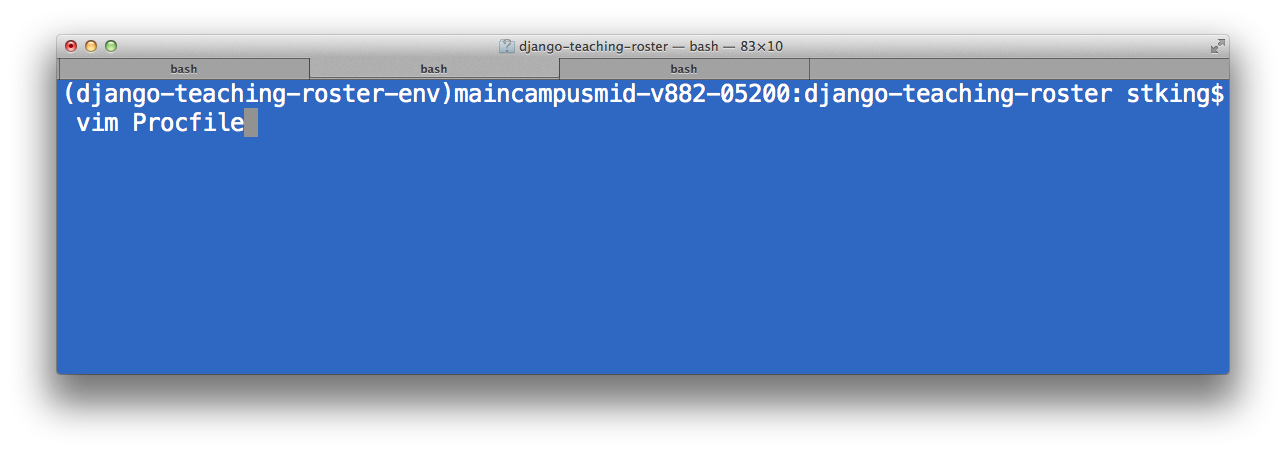 django-teaching-roster — bash — 83×10
bash bash bash
(django-teaching-roster-env)maincampusmid-v882-05200:django-teaching-roster stking$
vim Procfile